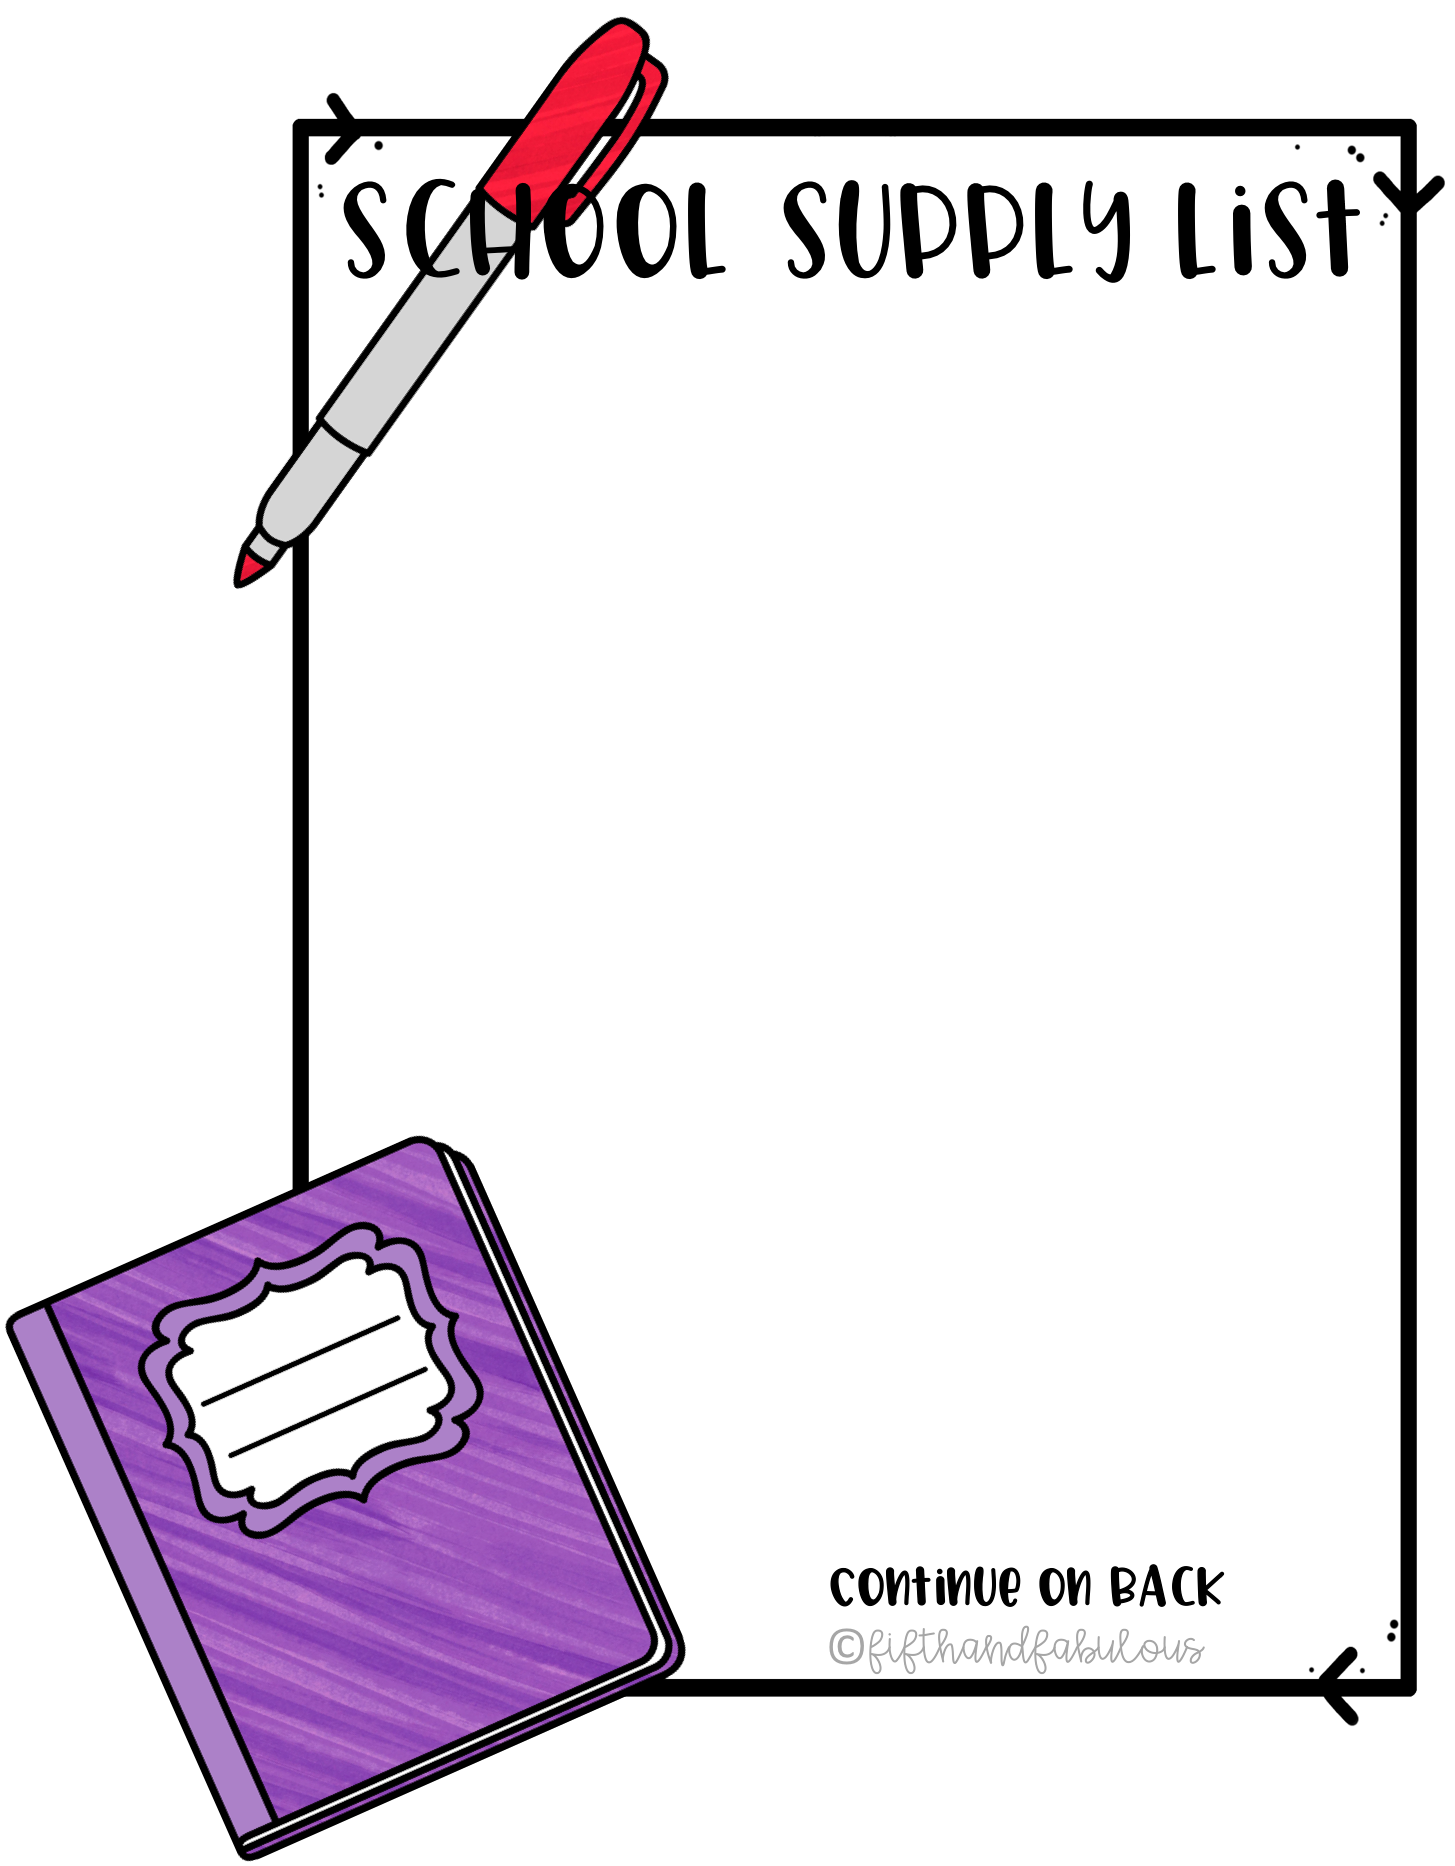 SCHOOL SUPPLY LiST
CONTiNUE ON BACK
©fifthandfabulous